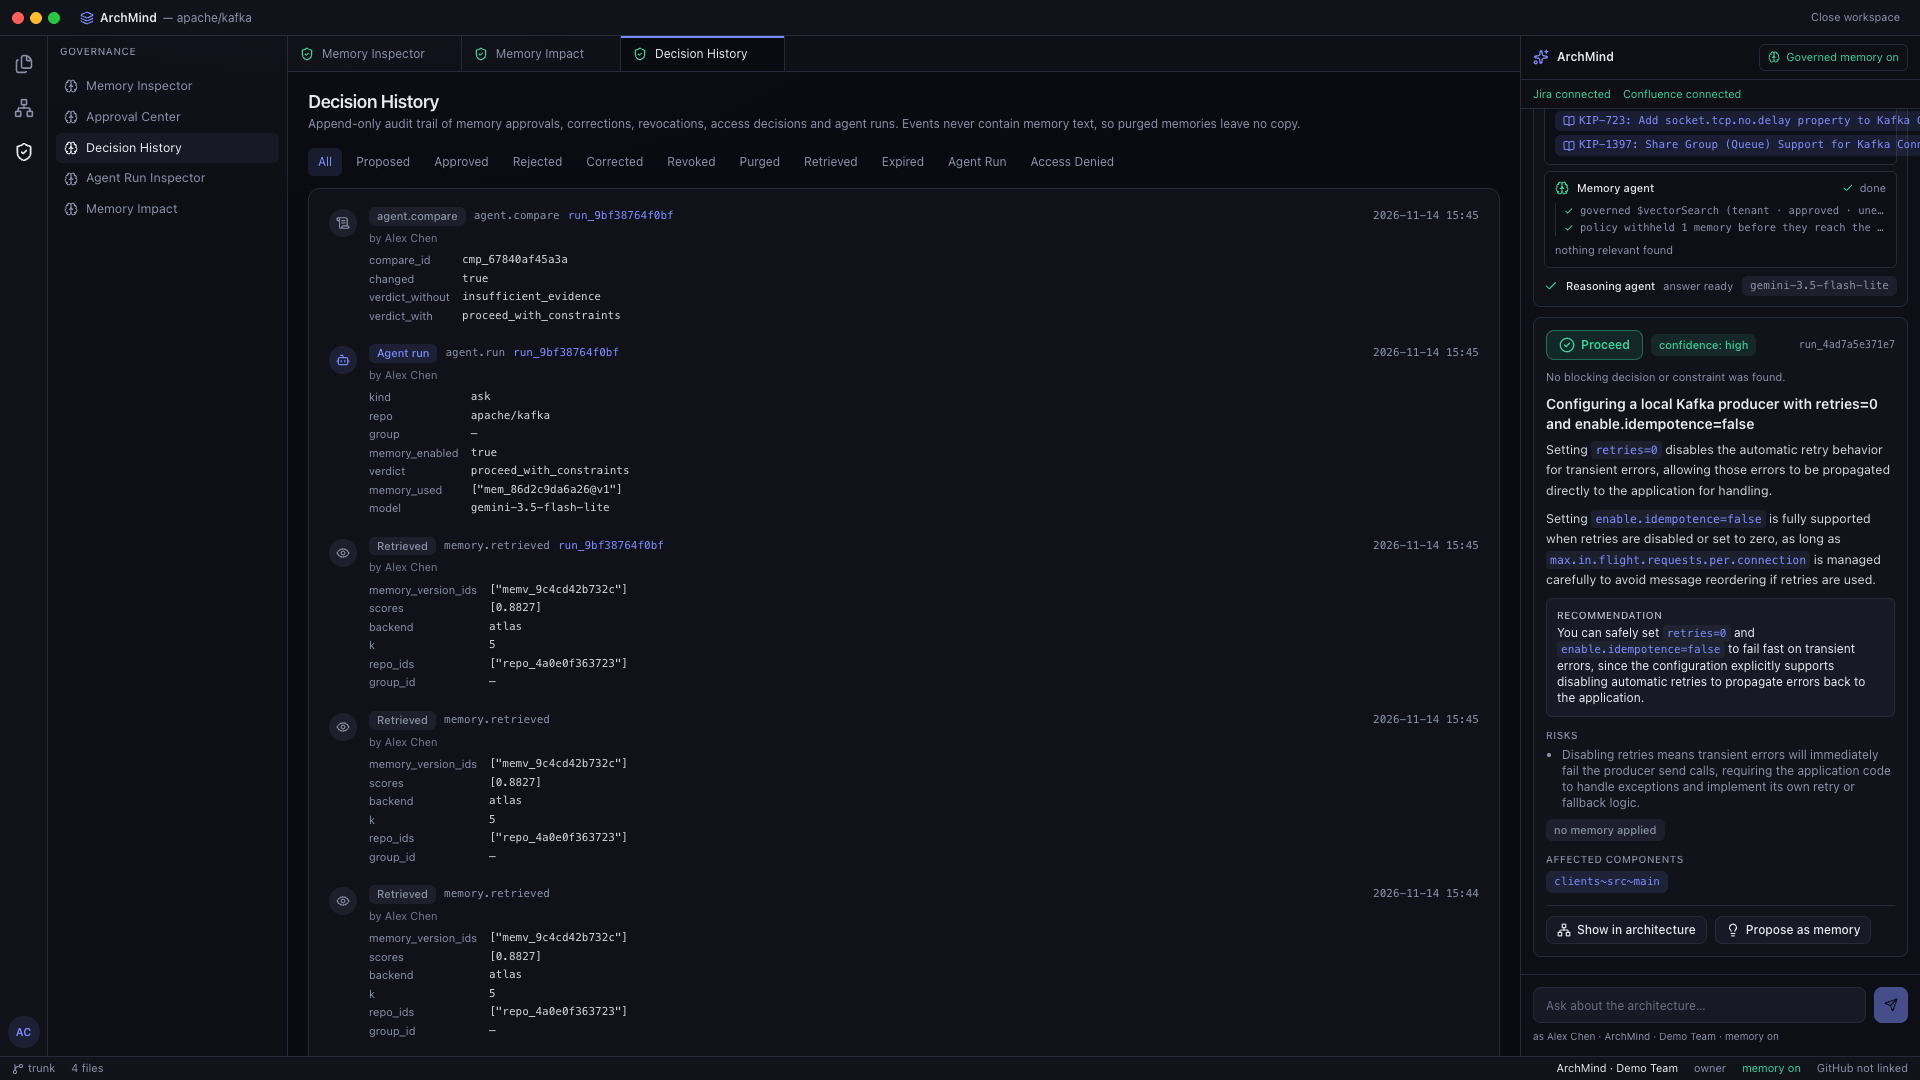 ArchMind — apache/kafka
Close workspace
GOVERNANCE
Memory Inspector
Approval Center
Decision History
Agent Run Inspector
Memory Impact
AC
Memory Inspector
Memory Impact
Decision History
Decision History
Append-only audit trail of memory approvals, corrections, revocations, access decisions and agent runs. Events never contain memory text, so purged memories leave no copy.
All Proposed Approved Rejected Corrected Revoked Purged Retrieved Expired Agent Run Access Denied
agent.compare agent.compare run_9bf38764f0bf 2026-11-14 15:45
by Alex Chen
compare_id cmp_67840af45a3a
changed true
verdict_without insufficient_evidence
verdict_with proceed_with_constraints
Agent run agent.run run_9bf38764f0bf 2026-11-14 15:45
by Alex Chen
kind ask
repo apache/kafka
group —
memory_enabled true
verdict proceed_with_constraints
memory_used ["mem_86d2c9da6a26@v1"]
model gemini-3.5-flash-lite
Retrieved memory.retrieved run_9bf38764f0bf 2026-11-14 15:45
by Alex Chen
memory_version_ids ["memv_9c4cd42b732c"]
scores [0.8827]
backend atlas
k 5
repo_ids ["repo_4a0e0f363723"]
group_id —
Retrieved memory.retrieved 2026-11-14 15:45
by Alex Chen
memory_version_ids ["memv_9c4cd42b732c"]
scores [0.8827]
backend atlas
k 5
repo_ids ["repo_4a0e0f363723"]
group_id —
Retrieved memory.retrieved 2026-11-14 15:44
by Alex Chen
memory_version_ids ["memv_9c4cd42b732c"]
scores [0.8827]
backend atlas
k 5
repo_ids ["repo_4a0e0f363723"]
group_id —
ArchMind
Governed memory on
Jira connected Confluence connected
KIP-723: Add socket.tcp.no.delay property to Kafka C
KIP-1397: Share Group (Queue) Support for Kafka Conn
Memory agent done
governed $vectorSearch (tenant · approved · une…
policy withheld 1 memory before they reach the …
nothing relevant found
Reasoning agent answer ready gemini-3.5-flash-lite
Proceed confidence: high run_4ad7a5e371e7
No blocking decision or constraint was found.
Configuring a local Kafka producer with retries=0
and enable.idempotence=false
Setting retries=0 disables the automatic retry behavior
for transient errors, allowing those errors to be propagated
directly to the application for handling.
Setting enable.idempotence=false is fully supported
when retries are disabled or set to zero, as long as
max.in.flight.requests.per.connection is managed
carefully to avoid message reordering if retries are used.
RECOMMENDATION
You can safely set retries=0 and
enable.idempotence=false to fail fast on transient
errors, since the configuration explicitly supports
disabling automatic retries to propagate errors back to
the application.
RISKS
• Disabling retries means transient errors will immediately
fail the producer send calls, requiring the application code
to handle exceptions and implement its own retry or
fallback logic.
no memory applied
AFFECTED COMPONENTS
clients~src~main
Show in architecture
Propose as memory
Ask about the architecture...
as Alex Chen · ArchMind · Demo Team · memory on
trunk 4 files
ArchMind · Demo Team owner memory on GitHub not linked